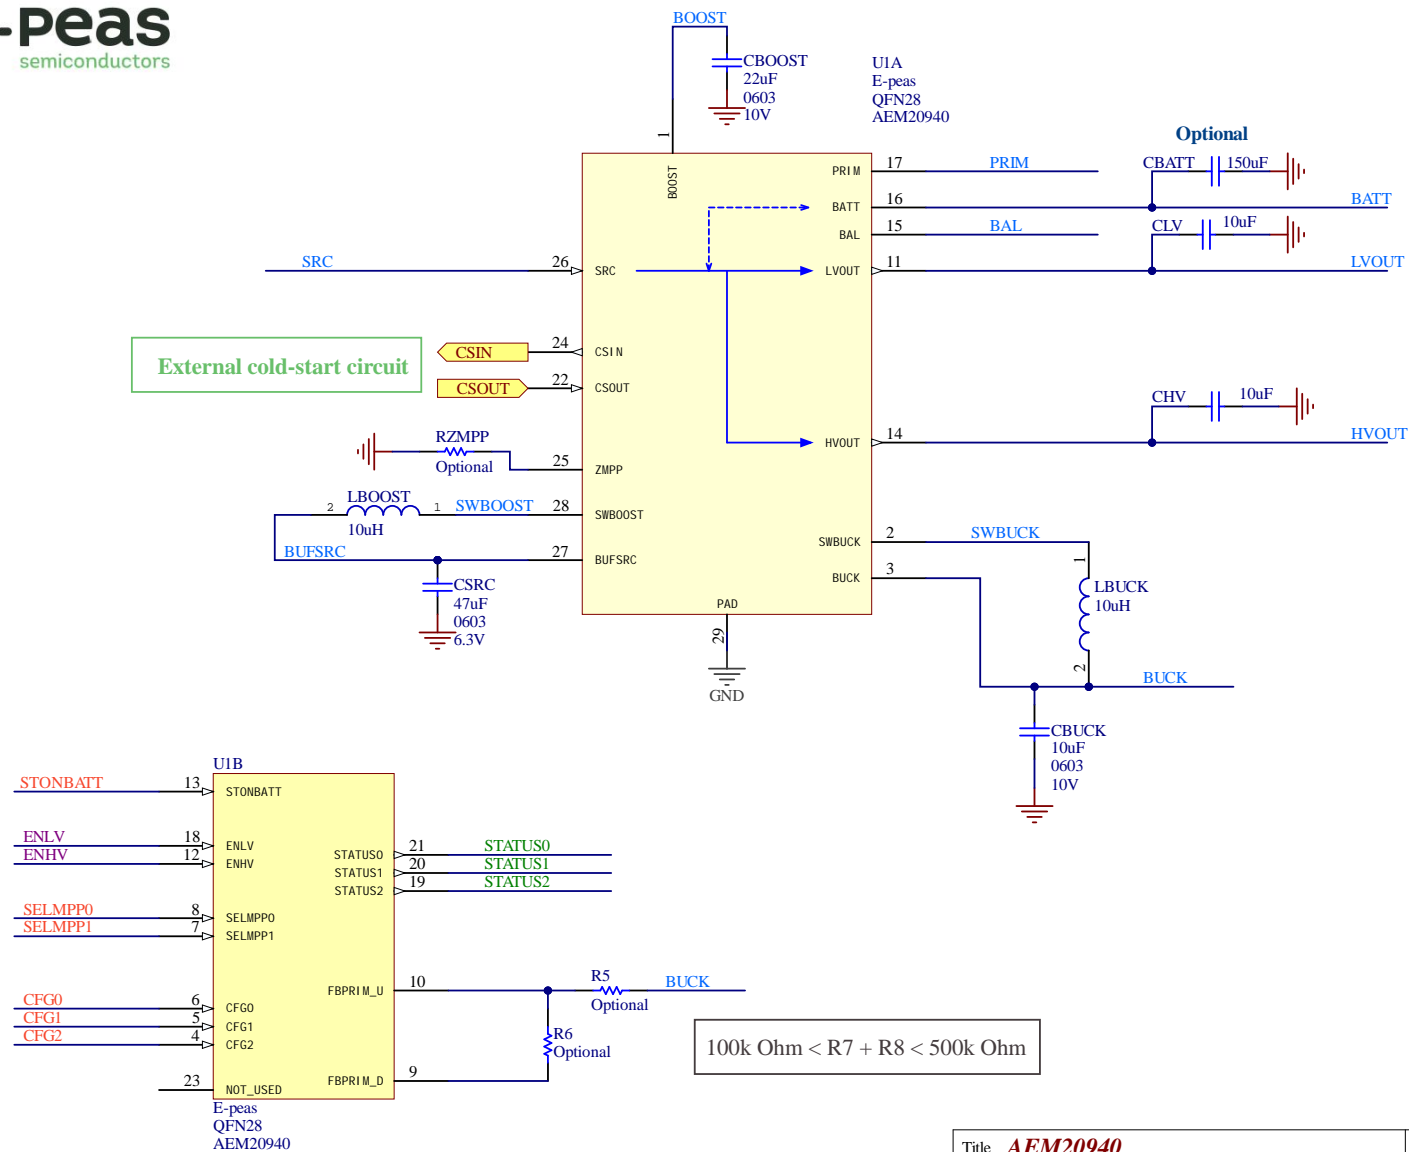 -peas
semiconductors
BOOST
CBOOST
22uF
0603
10V
U1A
E-peas
QFN28
AEM20940
1
BOOST
Optional
PRIM 17 PRIM
CBATT 150uF
BATT 16 BATT
BAL 15 BAL
CLV 10uF
SRC 26 SRC
LVOUT 11 LVOUT
External cold-start circuit
CSIN 24 CSIN
CSOUT 22 CSOUT
CHV 10uF
HVOUT 14 HVOUT
RZMPP
Optional
25 ZMPP
LBOOST
2 1 SWBOOST 28 SWBOOST
10uH
BUFSRC 27 BUFSRC
CSRC
47uF
0603
6.3V
SWBUCK 2 SWBUCK
BUCK 3
1
LBUCK
10uH
2
BUCK
PAD
29
GND
CBUCK
10uF
0603
10V
U1B
STONBATT 13 STONBATT
ENLV 18 ENLV
ENHV 12 ENHV
STATUS0 21 STATUS0
STATUS1 20 STATUS1
STATUS2 19 STATUS2
SELMPP0 8 SELMPP0
SELMPP1 7 SELMPP1
FBPRIM_U 10
R5
Optional
BUCK
CFG0 6 CFG0
CFG1 5 CFG1
CFG2 4 CFG2
R6
Optional
100k Ohm < R7 + R8 < 500k Ohm
FBPRIM_D 9
23 NOT_USED
E-peas
QFN28
AEM20940
Title AEM20940